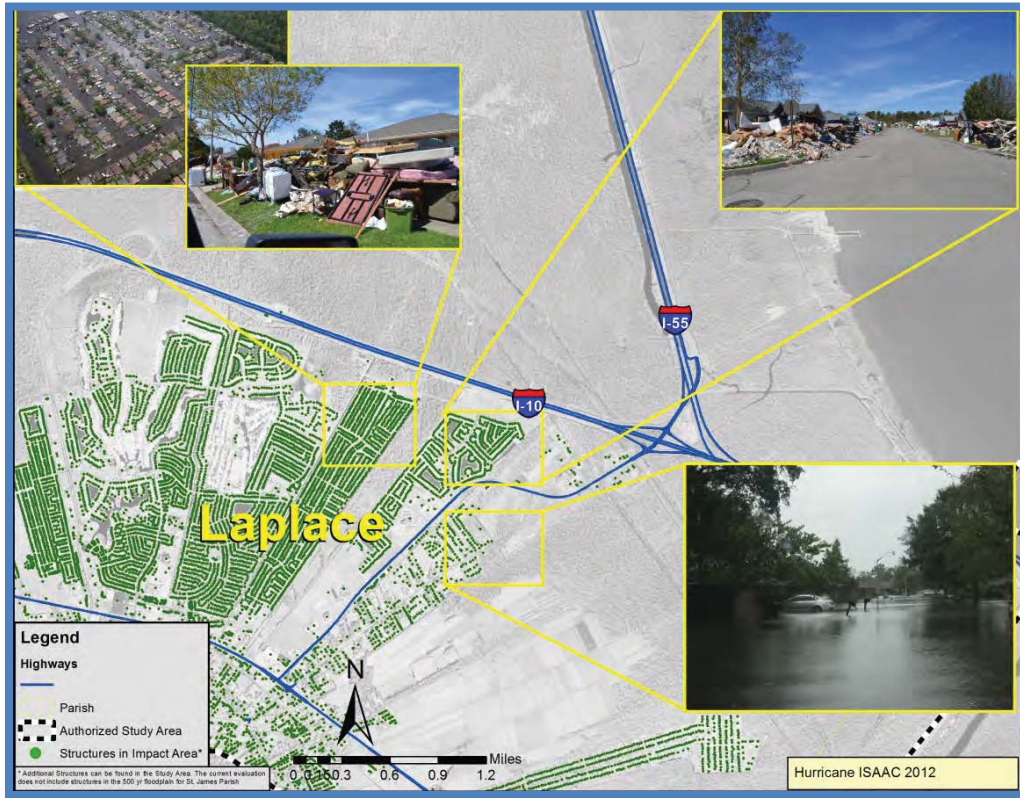 I-55
I-10
Laplace
Legend
Highways
Parish
Authorized Study Area
Structures in Impact Area*
* Additional Structures can be found in the Study Area. The current evaluation
does not include structures in the 500 yr floodplain for St. James Parish
N
Miles
0 0.15 0.3 0.6 0.9 1.2
Hurricane ISAAC 2012